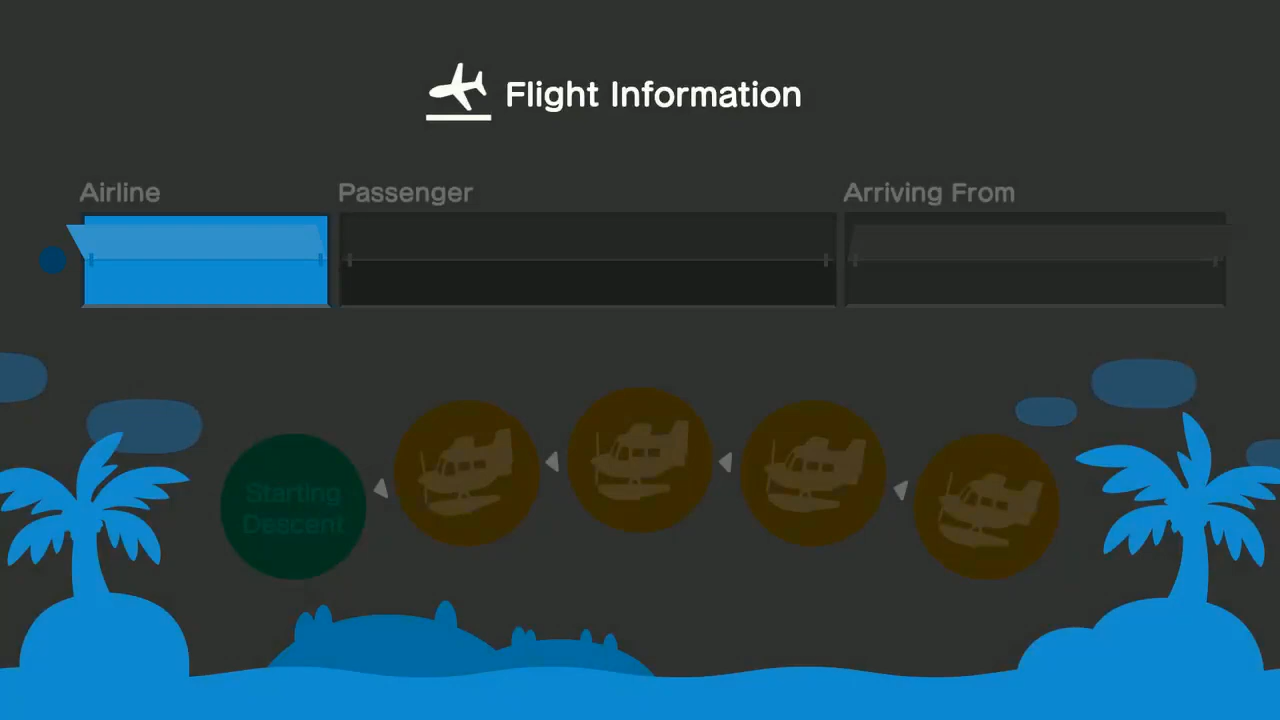 Flight Information
Airline
Passenger
Arriving From
Starting
Descent